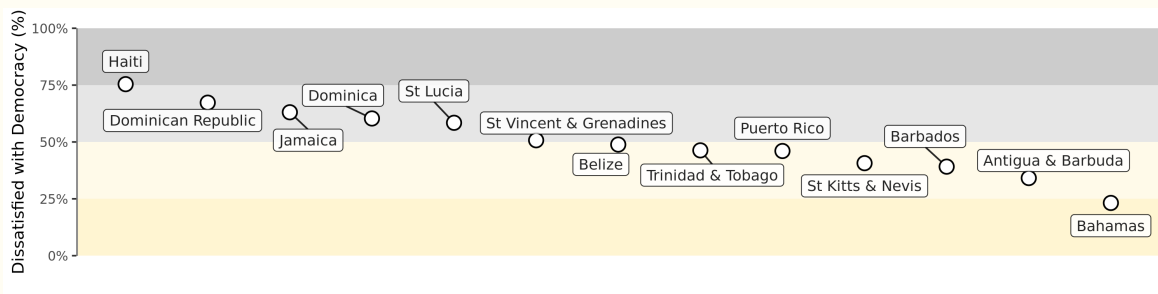 Dissatisfied with Democracy (%)
100%
75%
50%
25%
0%
Haiti
Dominican Republic
Jamaica
Dominica
St Lucia
St Vincent & Grenadines
Belize
Trinidad & Tobago
Puerto Rico
St Kitts & Nevis
Barbados
Antigua & Barbuda
Bahamas